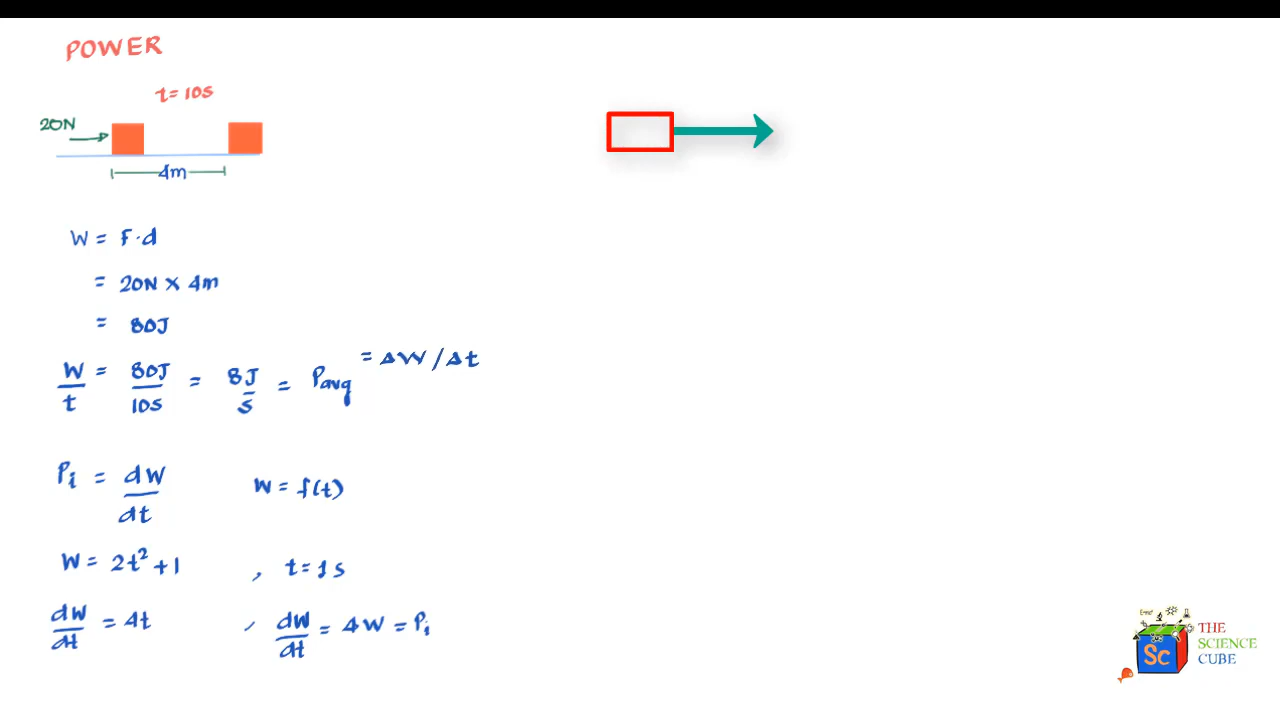 POWER
t = 10s
20N
4m
W = F·d
= 20N × 4m
= 80J
W/t = 80J/10s = 8J/s = Pavg = ΔW/Δt
Pi = dW/dt W = f(t)
W = 2t² + 1 , t = 1s
dW/dt = 4t , dW/dt = 4W = Pi
Sc
THE
SCIENCE
CUBE